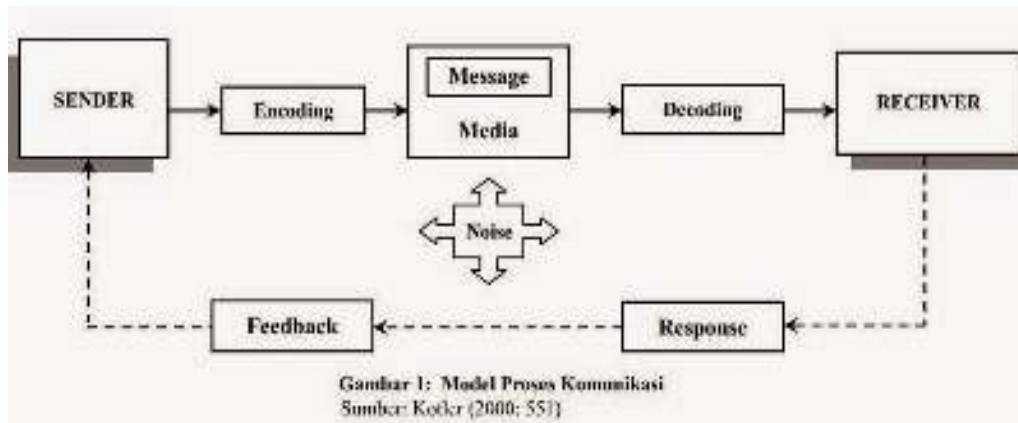 SENDER
Encoding
Message
Media
Decoding
RECEIVER
Noise
Feedback
Response
Gambar 1: Model Proses Komunikasi
Sumber: Kotler (2000: 551)